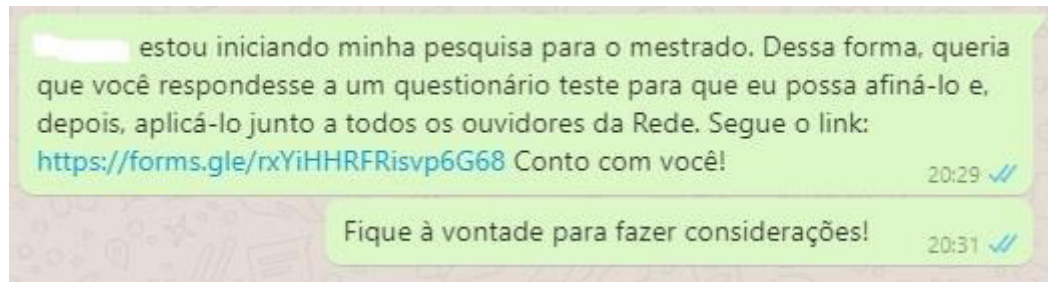 estou iniciando minha pesquisa para o mestrado. Dessa forma, queria
que você respondesse a um questionário teste para que eu possa afiná-lo e,
depois, aplicá-lo junto a todos os ouvidores da Rede. Segue o link:
https://forms.gle/rxYiHHRFRisvp6G68 Conto com você!
20:29
Fique à vontade para fazer considerações!
20:31